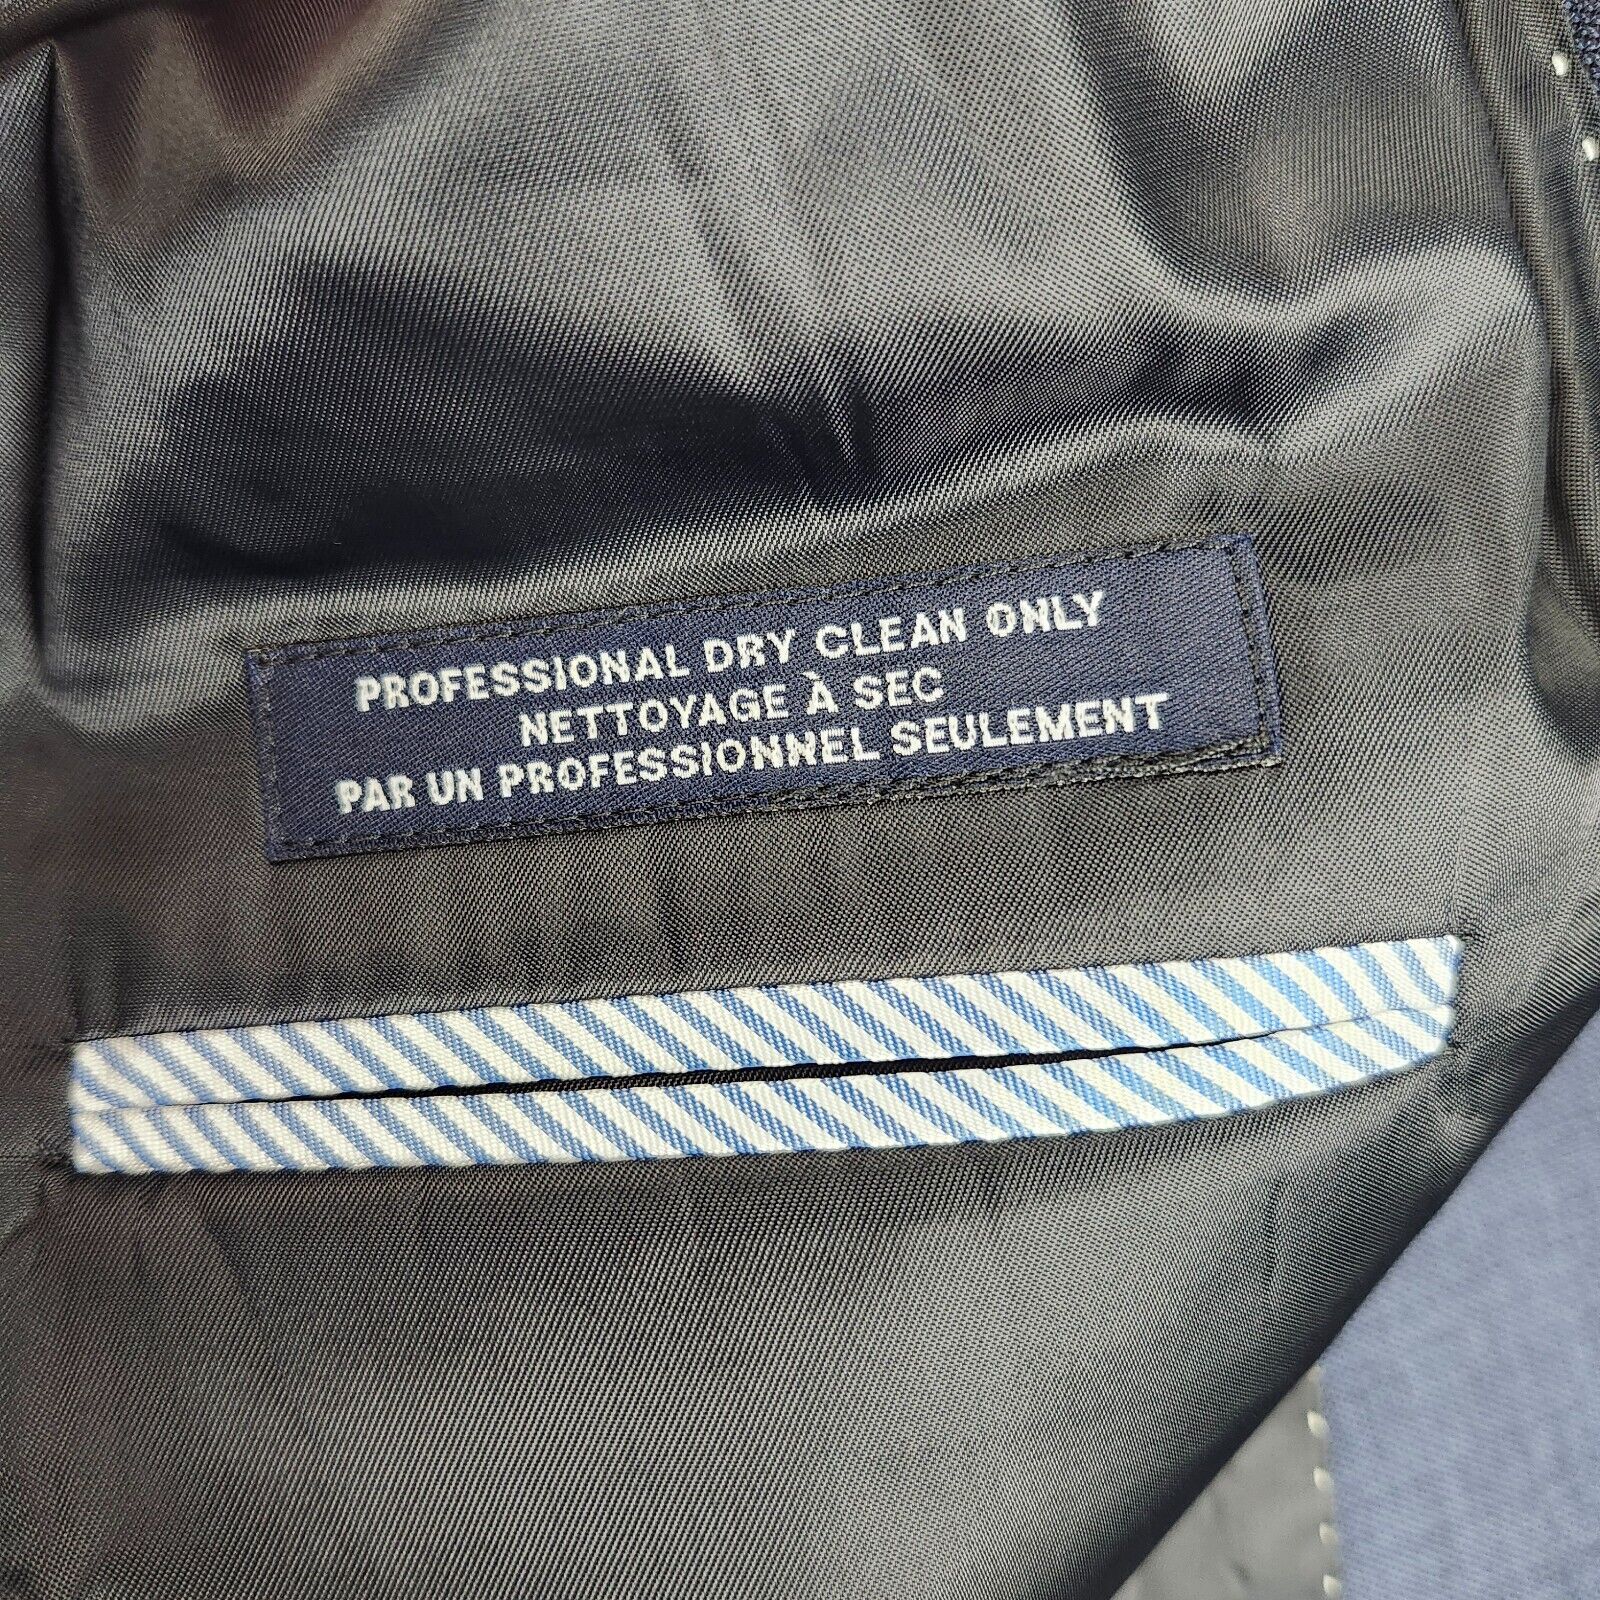 PROFESSIONAL DRY CLEAN ONLY
NETTOYAGE À SEC
PAR UN PROFESSIONNEL SEULEMENT